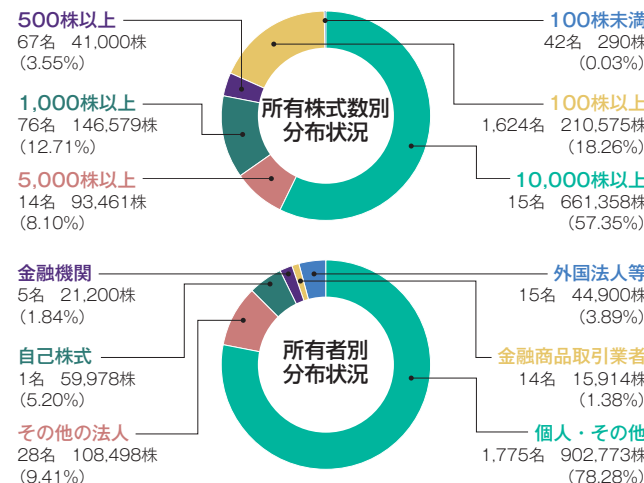 500株以上
67名 41,000株
(3.55%)
1,000株以上
76名 146,579株
(12.71%)
5,000株以上
14名 93,461株
(8.10%)
所有株式数別
分布状況
100株未満
42名 290株
(0.03%)
100株以上
1,624名 210,575株
(18.26%)
10,000株以上
15名 661,358株
(57.35%)
金融機関
5名 21,200株
(1.84%)
自己株式
1名 59,978株
(5.20%)
その他の法人
28名 108,498株
(9.41%)
所有者別
分布状況
外国法人等
15名 44,900株
(3.89%)
金融商品取引業者
14名 15,914株
(1.38%)
個人・その他
1,775名 902,773株
(78.28%)